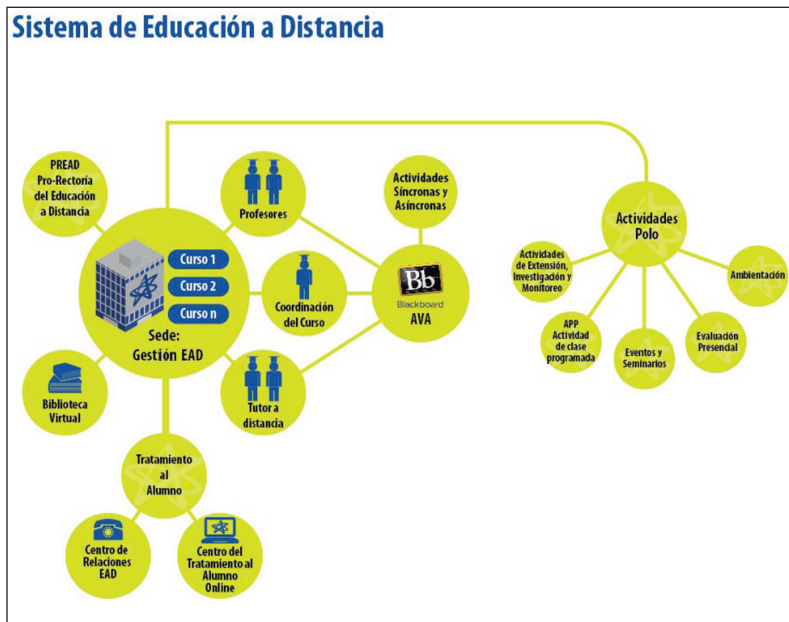 Sistema de Educación a Distancia
PREAD
Pro-Rectoría
del Educación
a Distancia
Curso 1
Curso 2
Curso n
Sede:
Gestión EAD
Profesores
Coordinación
del Curso
Tutor a
distancia
Actividades
Síncronas y
Asíncronas
Bb
Blackboard
AVA
Biblioteca
Virtual
Tratamiento
al
Alumno
Centro de
Relaciones
EAD
Centro del
Tratamiento al
Alumno
Online
Actividades
Polo
Actividades
de Extensión,
Investigación y
Monitoreo
APP
Actividad
de clase
programada
Eventos y
Seminarios
Evaluación
Presencial
Ambientación